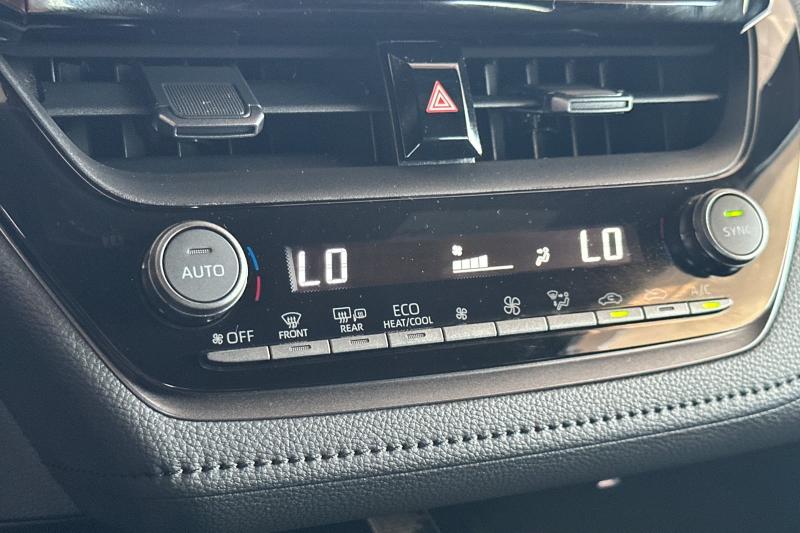 AUTO
LO
LO
SYNC
OFF
FRONT
REAR
ECO
HEAT/COOL
A/C